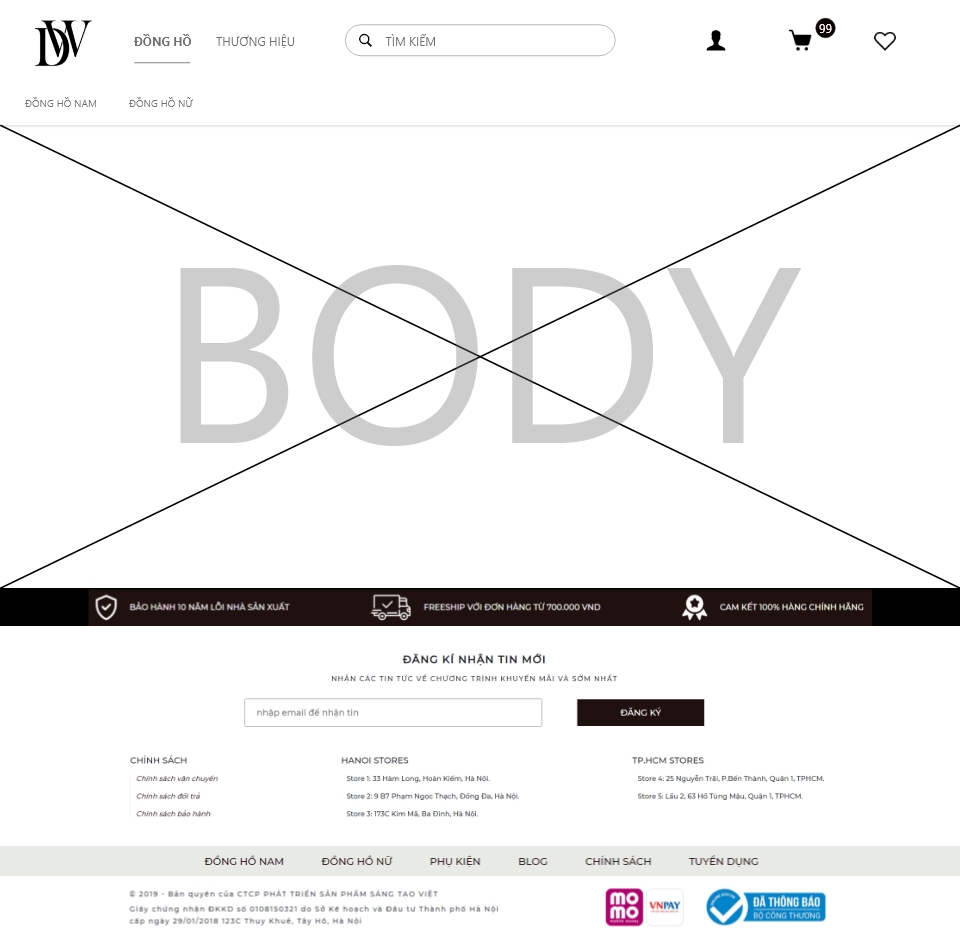 DW
ĐỒNG HỒ THƯƠNG HIỆU TÌM KIẾM 99
ĐỒNG HỒ NAM ĐỒNG HỒ NỮ
BODY
BẢO HÀNH 10 NĂM LỖI NHÀ SẢN XUẤT FREESHIP VỚI ĐƠN HÀNG TỪ 700.000 VND CAM KẾT 100% HÀNG CHÍNH HÃNG
ĐĂNG KÍ NHẬN TIN MỚI
NHẬN CÁC TIN TỨC VỀ CHƯƠNG TRÌNH KHUYẾN MÃI VÀ SỚM NHẤT
nhập email để nhận tin ĐĂNG KÝ
CHÍNH SÁCH
Chính sách vận chuyển
Chính sách đổi trả
Chính sách bảo hành
HANOI STORES
Store 1: 33 Hàm Long, Hoàn Kiếm, Hà Nội.
Store 2: 9 B7 Phạm Ngọc Thạch, Đống Đa, Hà Nội.
Store 3: 173C Kim Mã, Ba Đình, Hà Nội.
TP.HCM STORES
Store 4: 25 Nguyễn Trãi, P.Bến Thành, Quận 1, TPHCM.
Store 5: Lầu 2, 63 Hồ Tùng Mậu, Quận 1, TPHCM.
ĐỒNG HỒ NAM ĐỒNG HỒ NỮ PHỤ KIỆN BLOG CHÍNH SÁCH TUYỂN DỤNG
© 2019 - Bản quyền của CTCP PHÁT TRIỂN SẢN PHẨM SÁNG TẠO VIỆT
Giấy chứng nhận ĐKKD số 0108150321 do Sở Kế hoạch và Đầu tư Thành phố Hà Nội
cấp ngày 29/01/2018 123C Thụy Khuê, Tây Hồ, Hà Nội
mo
mo
VNPAY
ĐÃ THÔNG BÁO
BỘ CÔNG THƯƠNG